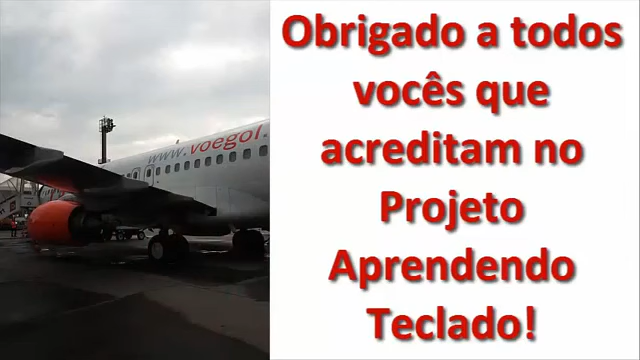 www.voegol
Obrigado a todos
vocês que
acreditam no
Projeto
Aprendendo
Teclado!